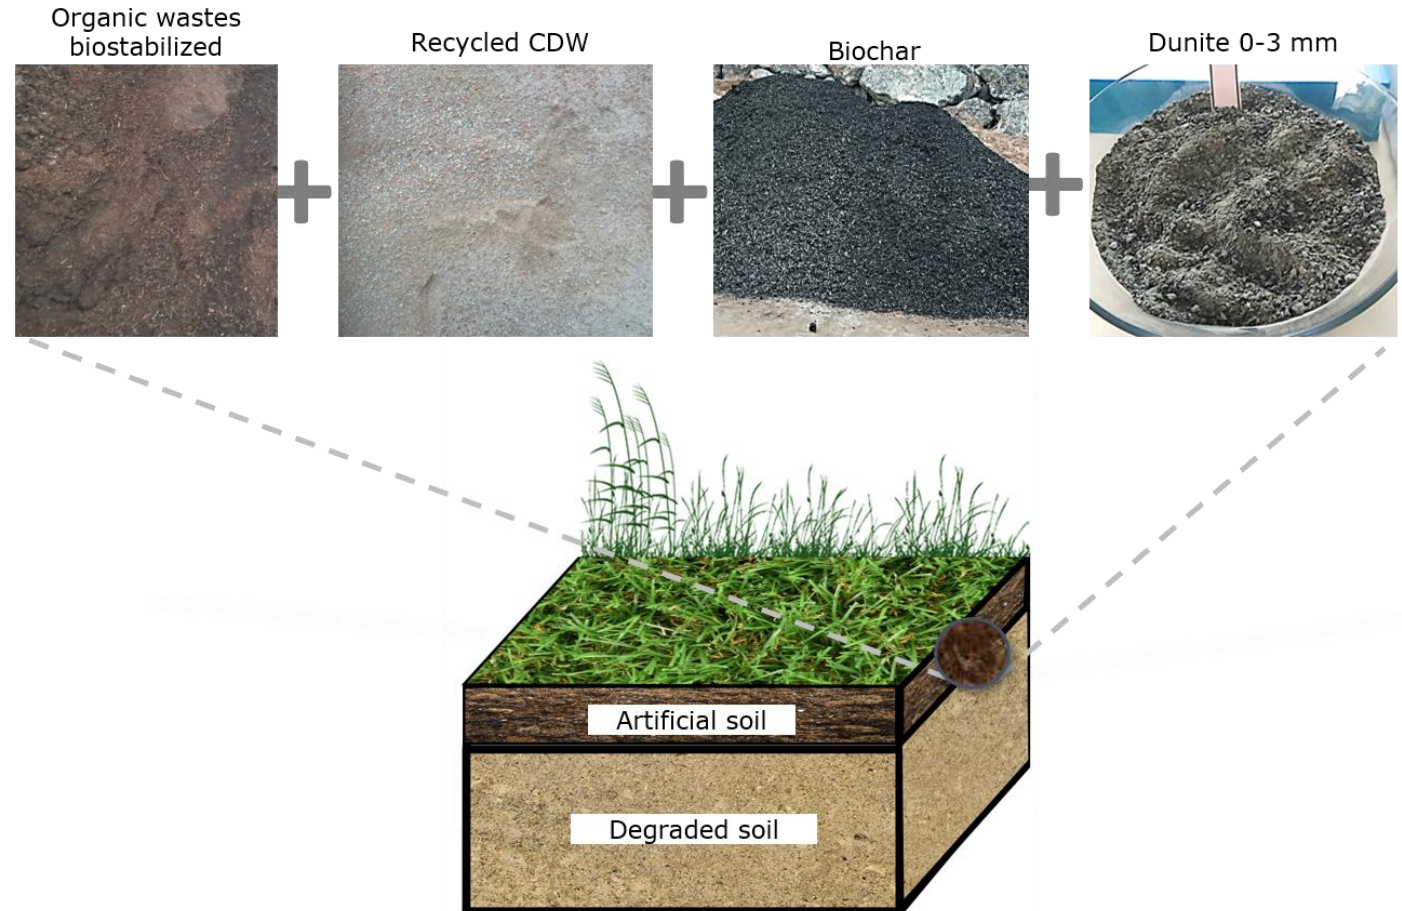 Organic wastes
biostabilized
Recycled CDW
Biochar
Dunite 0-3 mm
Artificial soil
Degraded soil